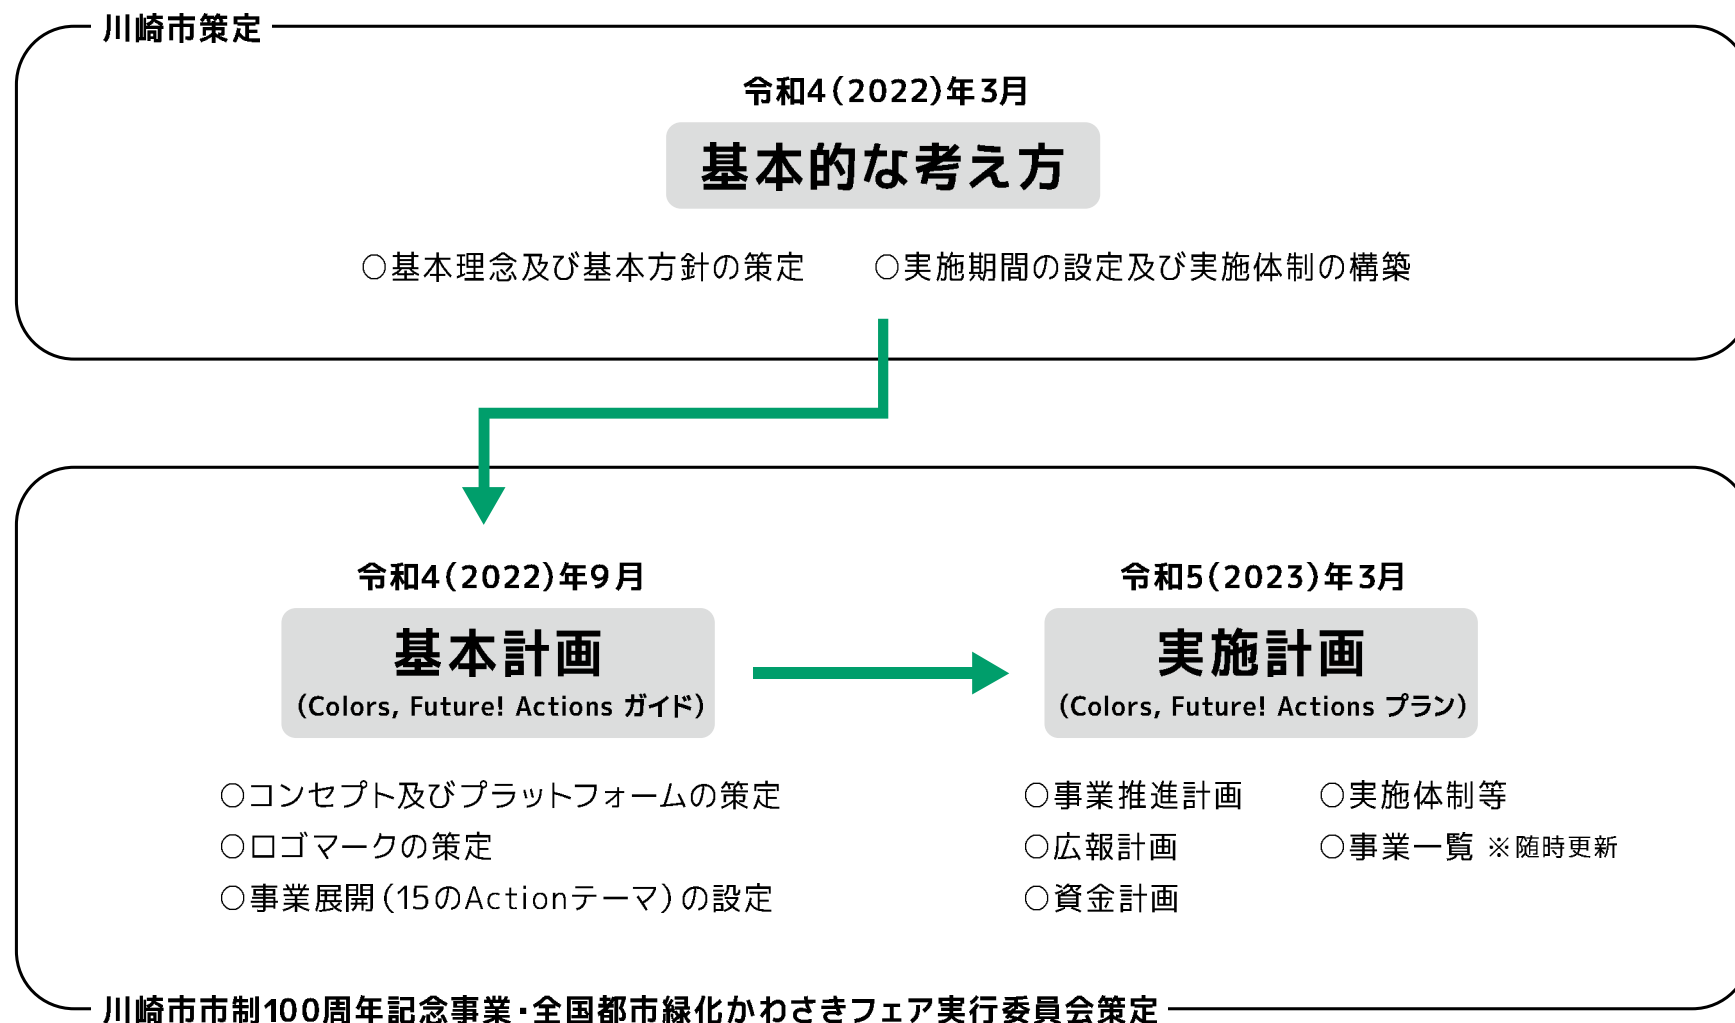 川崎市策定
令和4(2022)年3月
基本的な考え方
○基本理念及び基本方針の策定
○実施期間の設定及び実施体制の構築
令和4(2022)年9月
基本計画
(Colors, Future! Actions ガイド)
○コンセプト及びプラットフォームの策定
○ロゴマークの策定
○事業展開(15のActionテーマ)の設定
令和5(2023)年3月
実施計画
(Colors, Future! Actions プラン)
○事業推進計画
○広報計画
○資金計画
○実施体制等
○事業一覧 ※随時更新
川崎市市制100周年記念事業・全国都市緑化かわさきフェア実行委員会策定